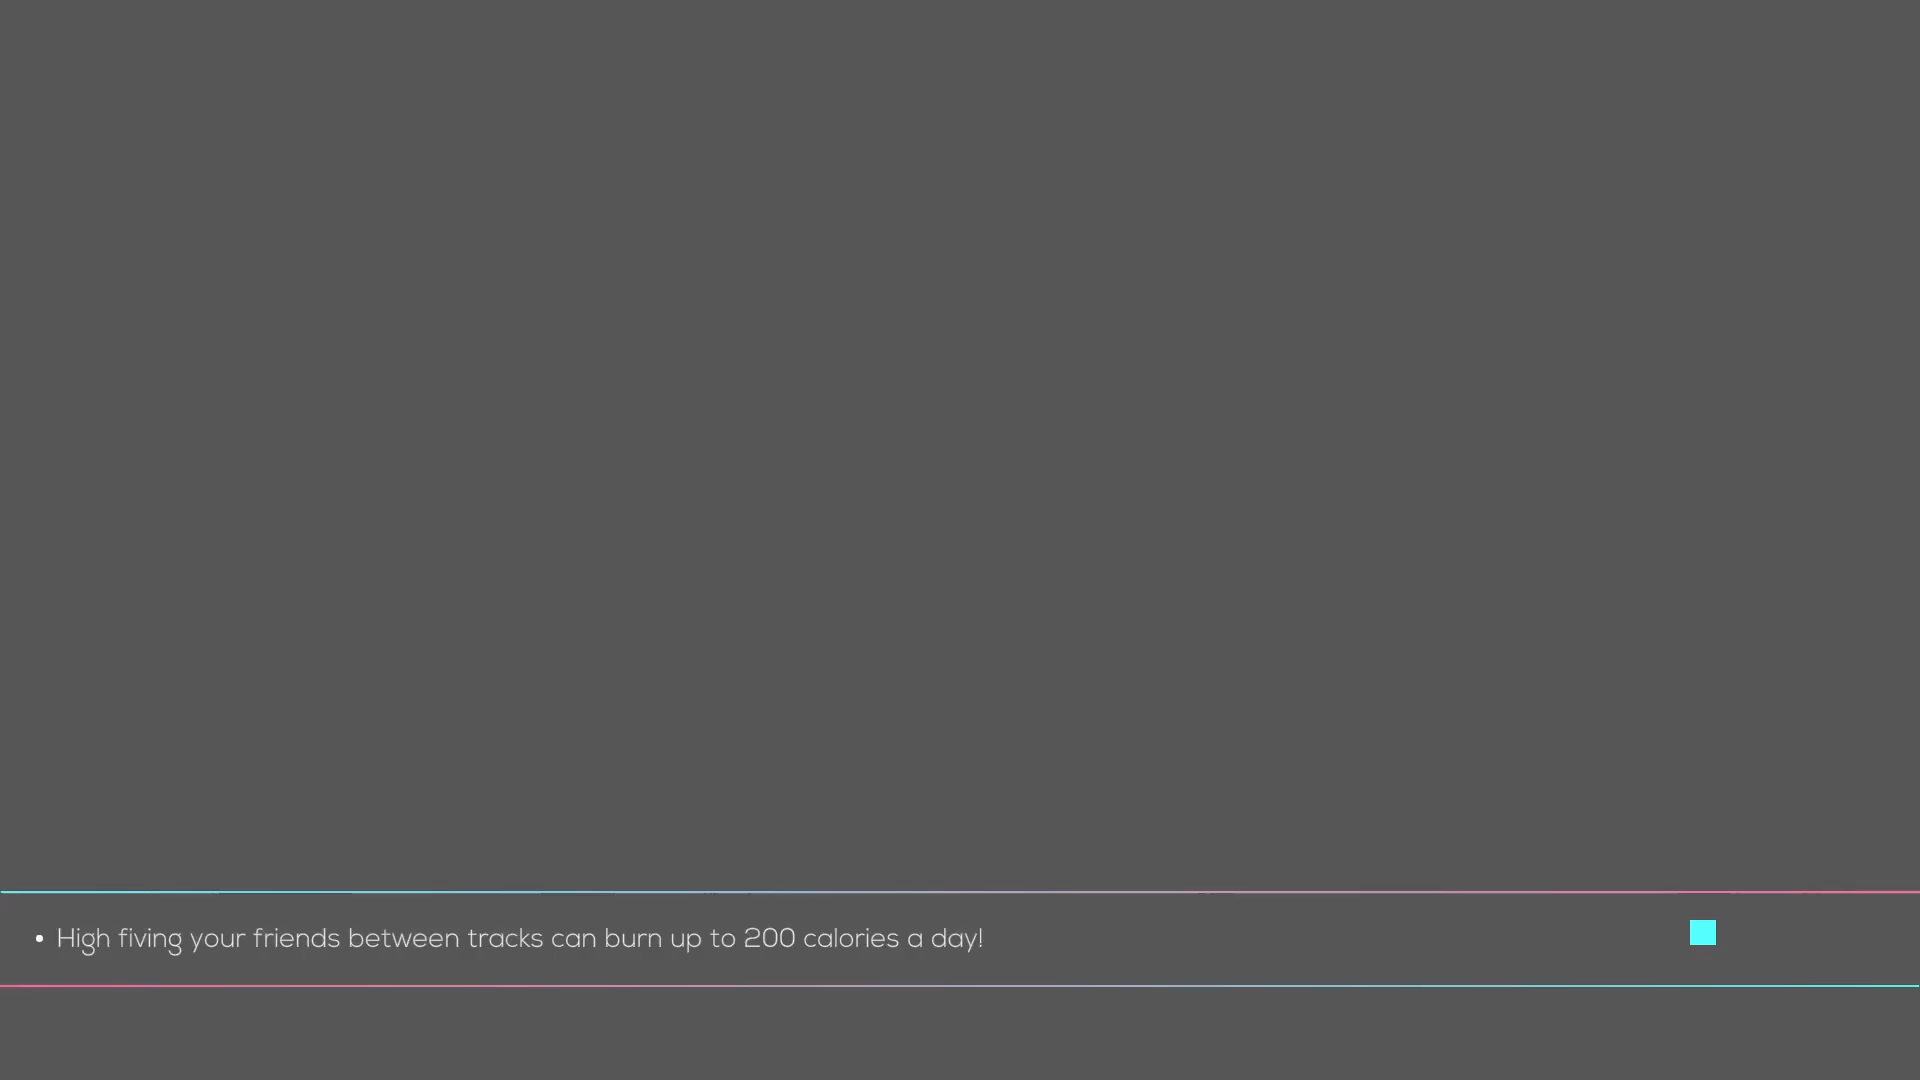 • High fiving your friends between tracks can burn up to 200 calories a day!